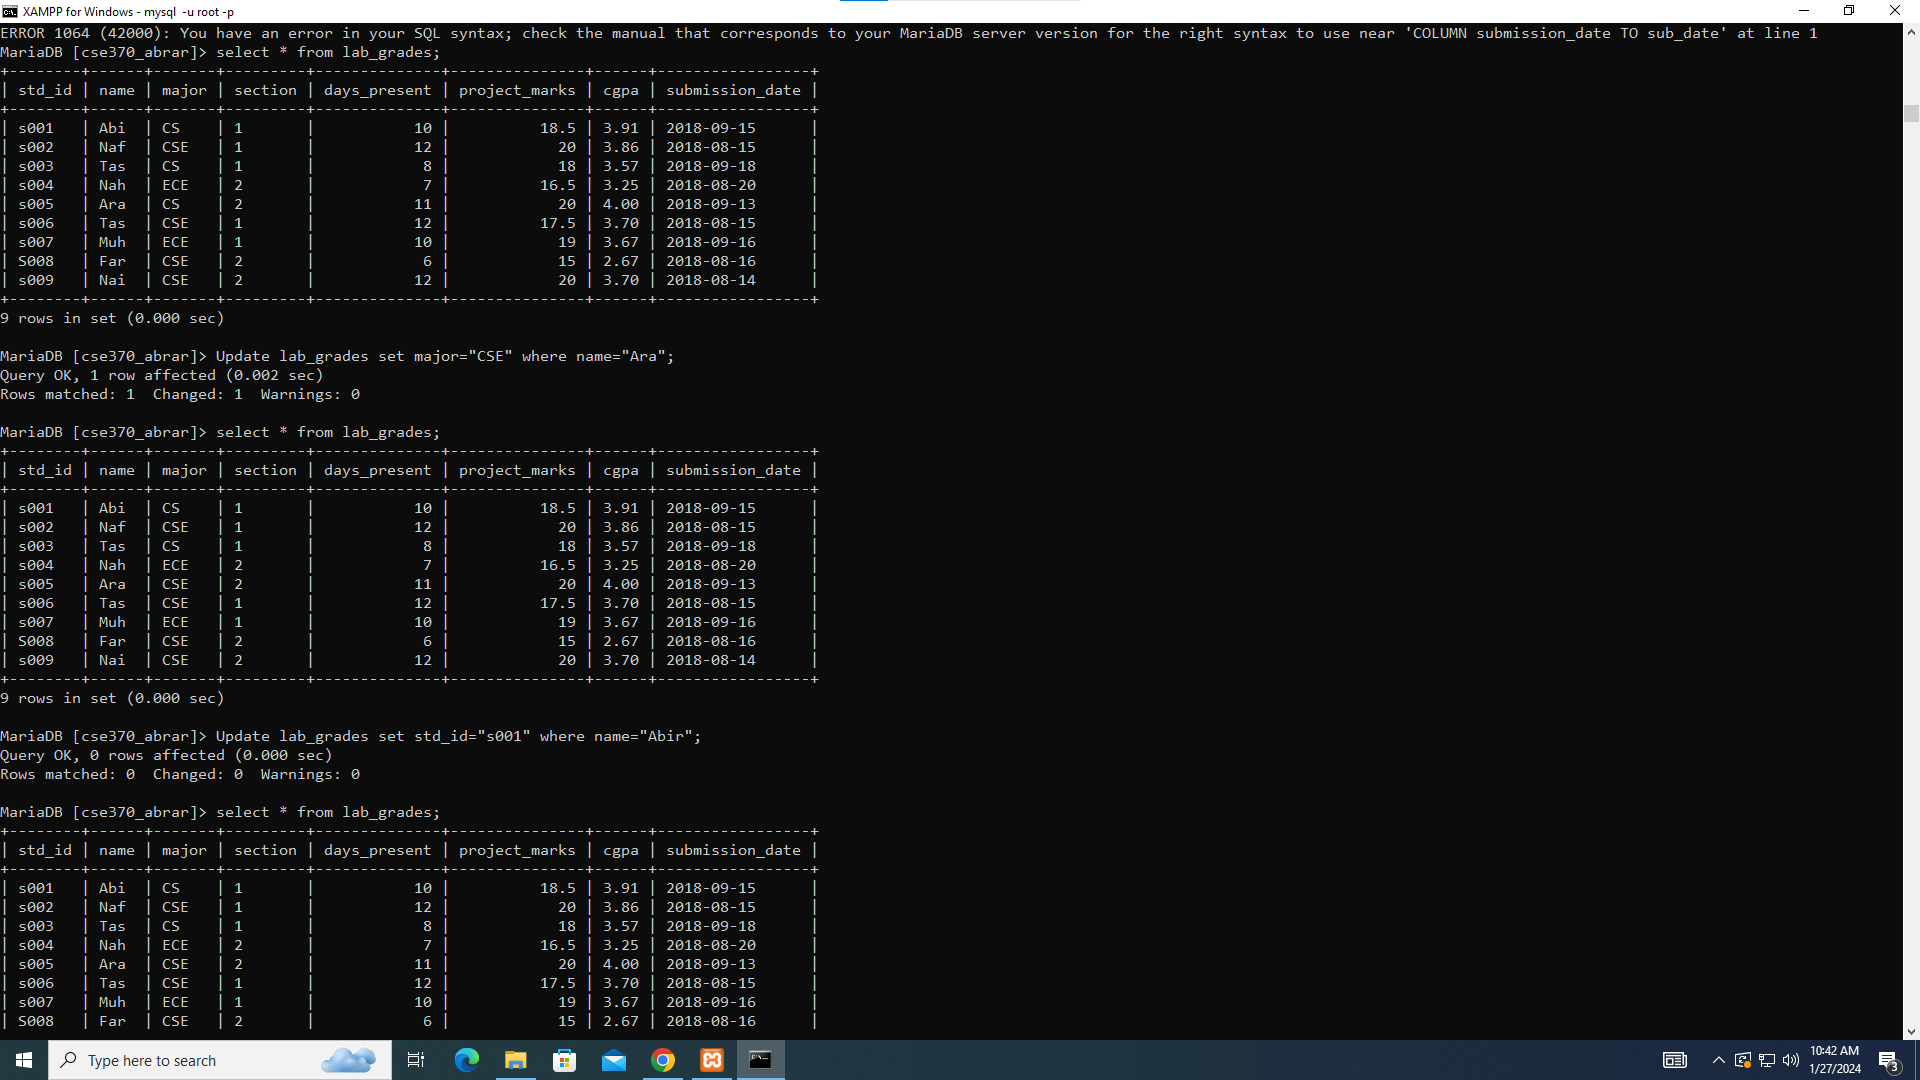 XAMPP for Windows - mysql -u root -p
ERROR 1064 (42000): You have an error in your SQL syntax; check the manual that corresponds to your MariaDB server version for the right syntax to use near 'COLUMN submission_date TO sub_date' at line 1
MariaDB [cse370_abrar]> select * from lab_grades;
+--------+------+-------+---------+--------------+---------------+------+-----------------+
| std_id | name | major | section | days_present | project_marks | cgpa | submission_date |
+--------+------+-------+---------+--------------+---------------+------+-----------------+
| s001   | Abi  | CS    | 1       |           10 |          18.5 | 3.91 | 2018-09-15      |
| s002   | Naf  | CSE   | 1       |           12 |            20 | 3.86 | 2018-08-15      |
| s003   | Tas  | CS    | 1       |            8 |            18 | 3.57 | 2018-09-18      |
| s004   | Nah  | ECE   | 2       |            7 |          16.5 | 3.25 | 2018-08-20      |
| s005   | Ara  | CS    | 2       |           11 |            20 | 4.00 | 2018-09-13      |
| s006   | Tas  | CSE   | 1       |           12 |          17.5 | 3.70 | 2018-08-15      |
| s007   | Muh  | ECE   | 1       |           10 |            19 | 3.67 | 2018-09-16      |
| S008   | Far  | CSE   | 2       |            6 |            15 | 2.67 | 2018-08-16      |
| s009   | Nai  | CSE   | 2       |           12 |            20 | 3.70 | 2018-08-14      |
+--------+------+-------+---------+--------------+---------------+------+-----------------+
9 rows in set (0.000 sec)
MariaDB [cse370_abrar]> Update lab_grades set major="CSE" where name="Ara";
Query OK, 1 row affected (0.002 sec)
Rows matched: 1  Changed: 1  Warnings: 0
MariaDB [cse370_abrar]> select * from lab_grades;
+--------+------+-------+---------+--------------+---------------+------+-----------------+
| std_id | name | major | section | days_present | project_marks | cgpa | submission_date |
+--------+------+-------+---------+--------------+---------------+------+-----------------+
| s001   | Abi  | CS    | 1       |           10 |          18.5 | 3.91 | 2018-09-15      |
| s002   | Naf  | CSE   | 1       |           12 |            20 | 3.86 | 2018-08-15      |
| s003   | Tas  | CS    | 1       |            8 |            18 | 3.57 | 2018-09-18      |
| s004   | Nah  | ECE   | 2       |            7 |          16.5 | 3.25 | 2018-08-20      |
| s005   | Ara  | CSE   | 2       |           11 |            20 | 4.00 | 2018-09-13      |
| s006   | Tas  | CSE   | 1       |           12 |          17.5 | 3.70 | 2018-08-15      |
| s007   | Muh  | ECE   | 1       |           10 |            19 | 3.67 | 2018-09-16      |
| S008   | Far  | CSE   | 2       |            6 |            15 | 2.67 | 2018-08-16      |
| s009   | Nai  | CSE   | 2       |           12 |            20 | 3.70 | 2018-08-14      |
+--------+------+-------+---------+--------------+---------------+------+-----------------+
9 rows in set (0.000 sec)
MariaDB [cse370_abrar]> Update lab_grades set std_id="s001" where name="Abir";
Query OK, 0 rows affected (0.000 sec)
Rows matched: 0  Changed: 0  Warnings: 0
MariaDB [cse370_abrar]> select * from lab_grades;
+--------+------+-------+---------+--------------+---------------+------+-----------------+
| std_id | name | major | section | days_present | project_marks | cgpa | submission_date |
+--------+------+-------+---------+--------------+---------------+------+-----------------+
| s001   | Abi  | CS    | 1       |           10 |          18.5 | 3.91 | 2018-09-15      |
| s002   | Naf  | CSE   | 1       |           12 |            20 | 3.86 | 2018-08-15      |
| s003   | Tas  | CS    | 1       |            8 |            18 | 3.57 | 2018-09-18      |
| s004   | Nah  | ECE   | 2       |            7 |          16.5 | 3.25 | 2018-08-20      |
| s005   | Ara  | CSE   | 2       |           11 |            20 | 4.00 | 2018-09-13      |
| s006   | Tas  | CSE   | 1       |           12 |          17.5 | 3.70 | 2018-08-15      |
| s007   | Muh  | ECE   | 1       |           10 |            19 | 3.67 | 2018-09-16      |
| S008   | Far  | CSE   | 2       |            6 |            15 | 2.67 | 2018-08-16      |
Type here to search
10:42 AM
1/27/2024
3